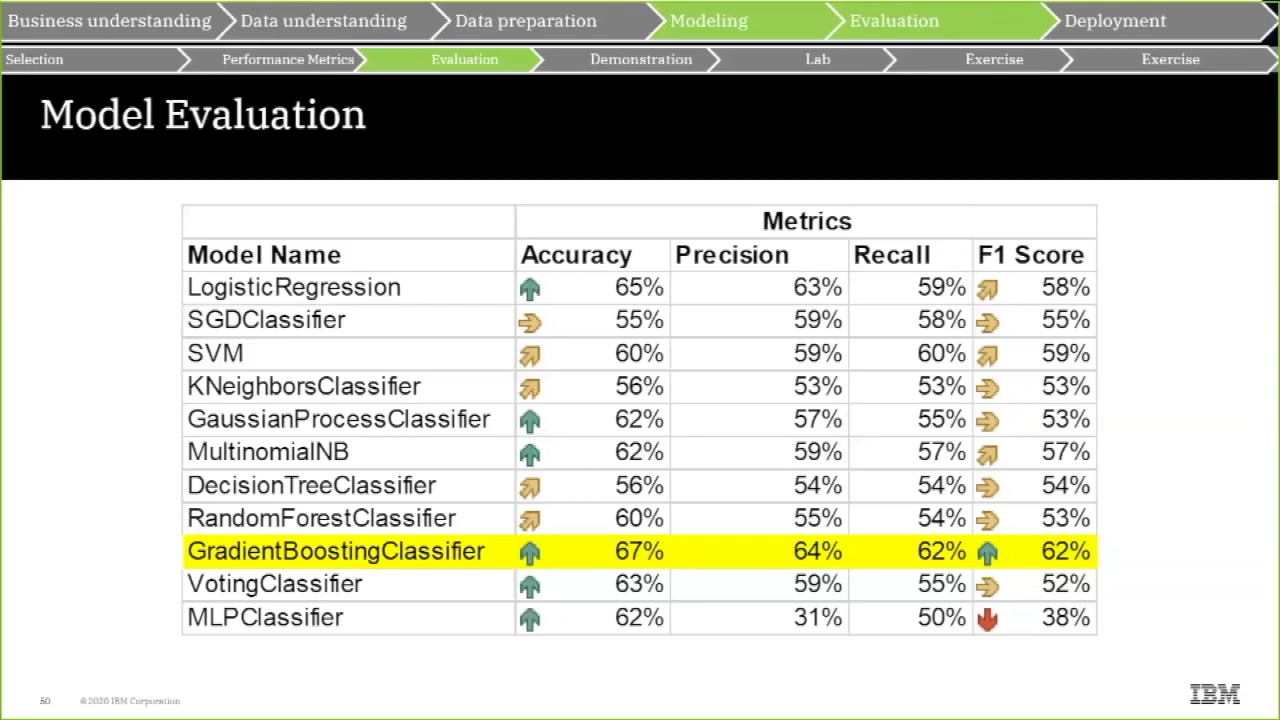 Business understanding Data understanding Data preparation Modeling Evaluation Deployment
Selection Performance Metrics Evaluation Demonstration Lab Exercise Exercise
Model Evaluation
Metrics
Model Name Accuracy Precision Recall F1 Score
LogisticRegression 65% 63% 59% 58%
SGDClassifier 55% 59% 58% 55%
SVM 60% 59% 60% 59%
KNeighborsClassifier 56% 53% 53% 53%
GaussianProcessClassifier 62% 57% 55% 53%
MultinomialNB 62% 59% 57% 57%
DecisionTreeClassifier 56% 54% 54% 54%
RandomForestClassifier 60% 55% 54% 53%
GradientBoostingClassifier 67% 64% 62% 62%
VotingClassifier 63% 59% 55% 52%
MLPClassifier 62% 31% 50% 38%
50 ©2020 IBM Corporation IBM